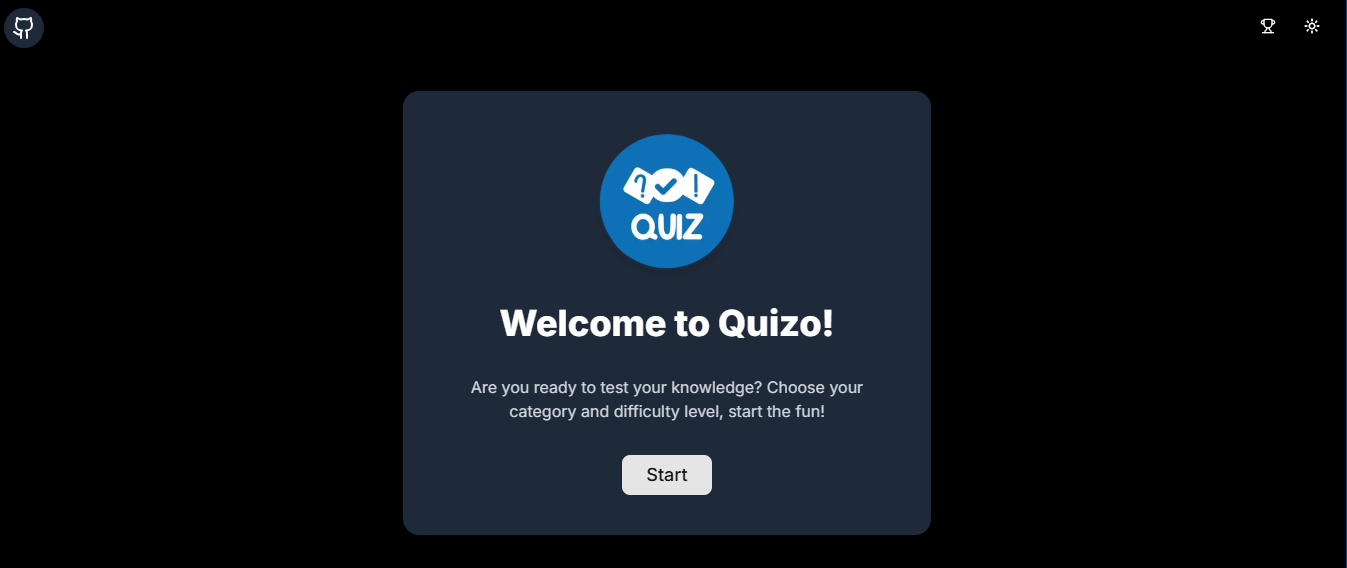 ? !
QUIZ
Welcome to Quizo!
Are you ready to test your knowledge? Choose your
category and difficulty level, start the fun!
Start